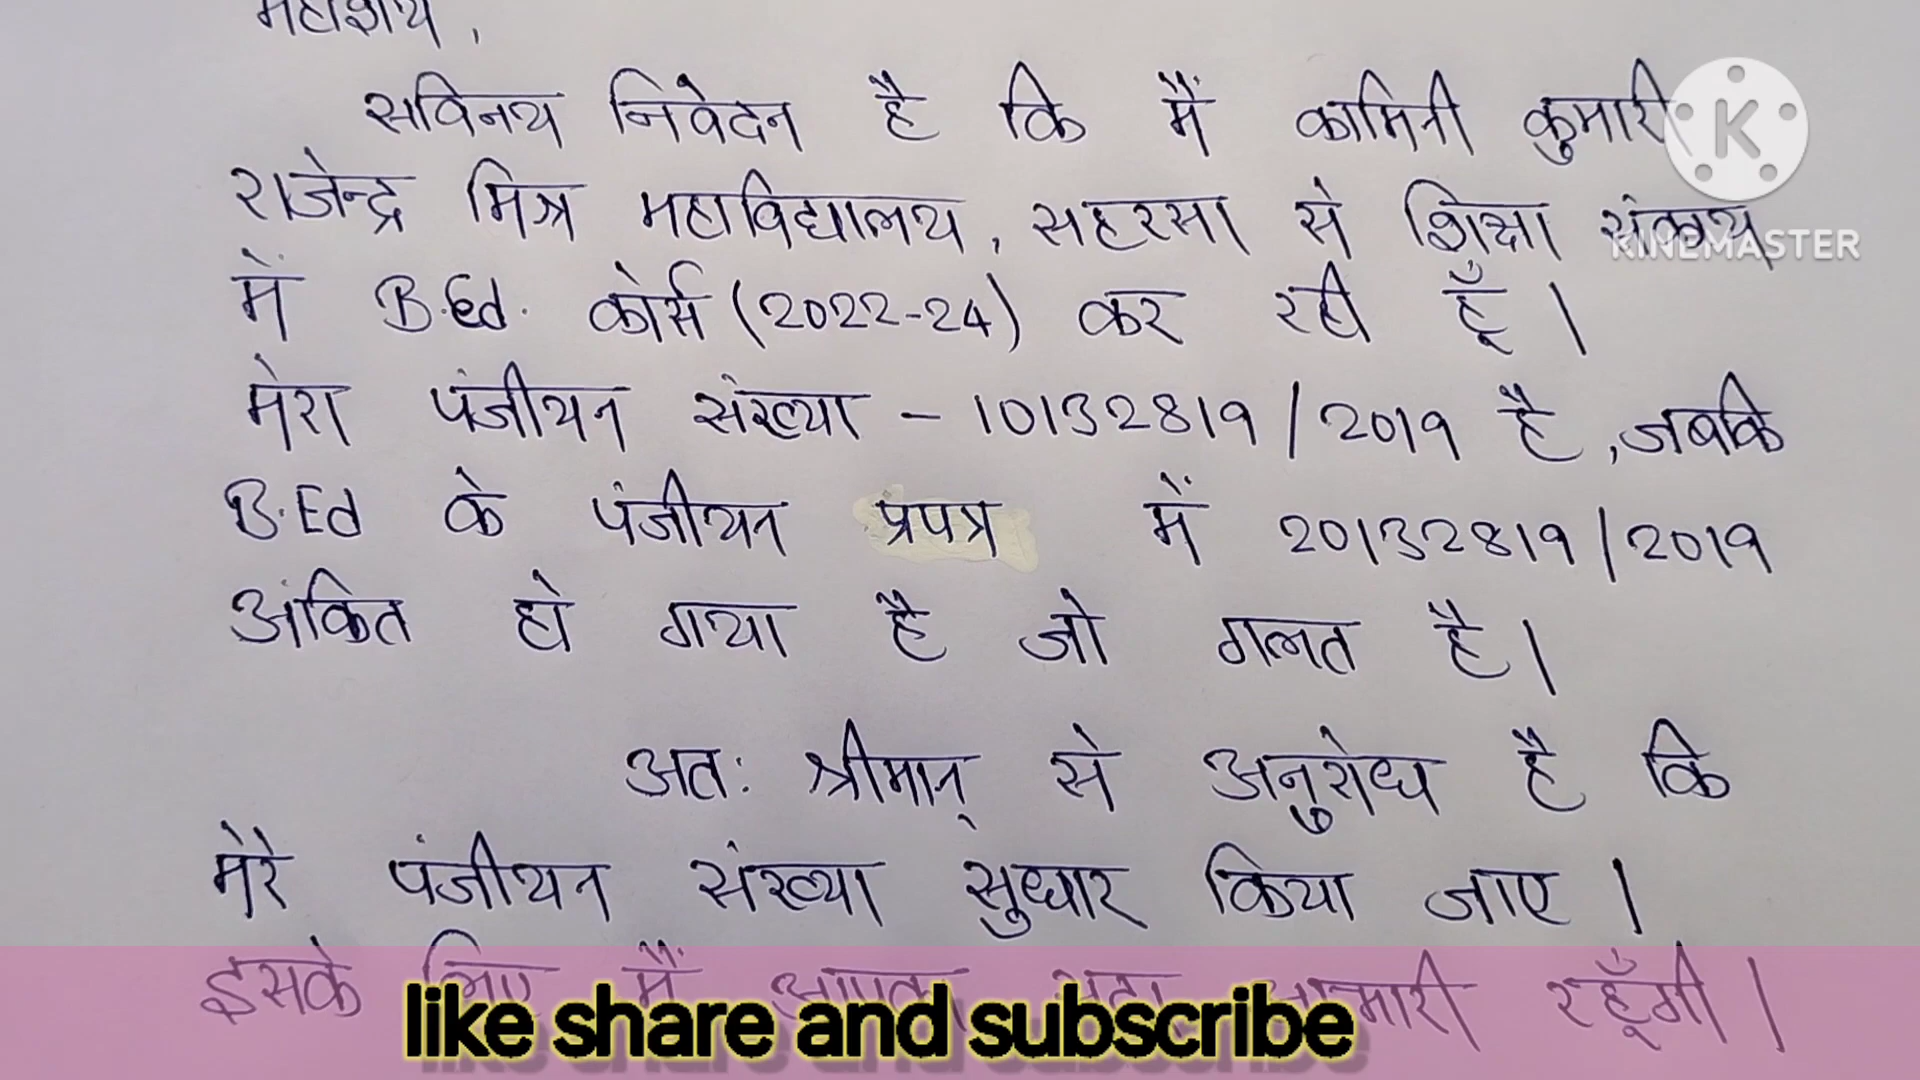 महाशय,
सविनय निवेदन है कि मैं कामिनी कुमारी
राजेन्द्र मिश्र महाविद्यालय, सहरसा से शिक्षा संकाय
KINEMASTER
में B.Ed. कोर्स (2022-24) कर रही हूँ।
मेरा पंजीयन संख्या - 10132819/2019 है, जबकि
B.Ed के पंजीयन प्रपत्र में 20132819/2019
अंकित हो गया है जो गलत है।
अतः श्रीमान् से अनुरोध है कि
मेरे पंजीयन संख्या सुधार किया जाए।
इसके लिए मैं आपका सदा आभारी रहूँगी।
like share and subscribe